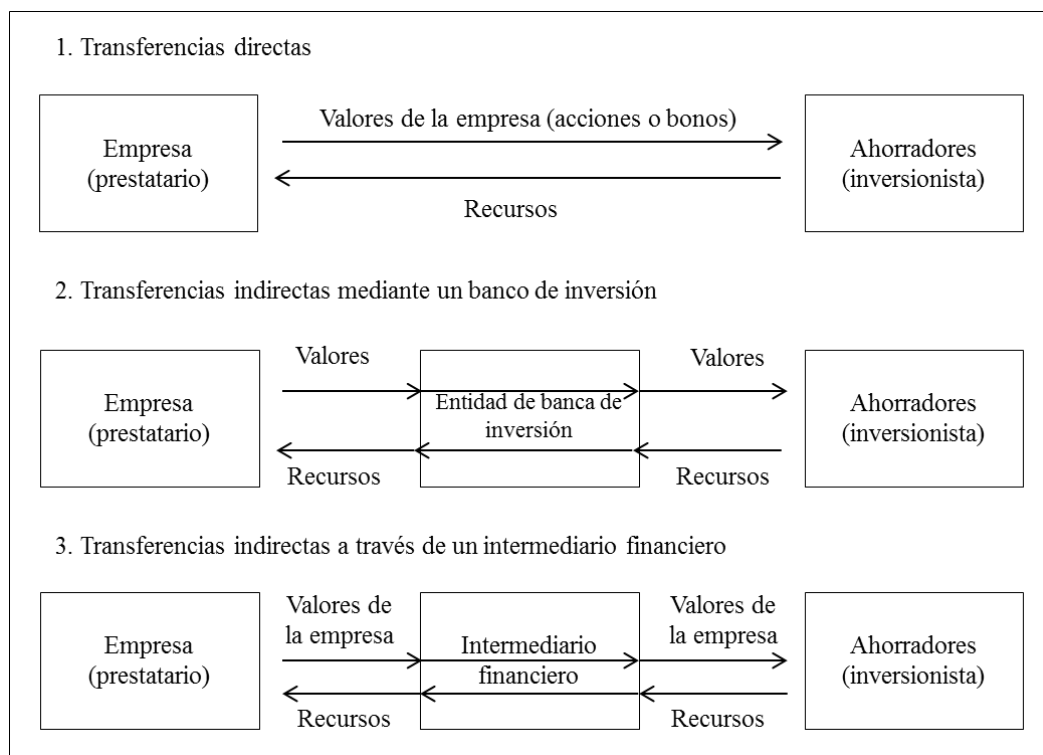 1. Transferencias directas
Empresa
(prestatario)
Valores de la empresa (acciones o bonos)
Recursos
Ahorradores
(inversionista)
2. Transferencias indirectas mediante un banco de inversión
Empresa
(prestatario)
Valores
Recursos
Entidad de banca de
inversión
Valores
Recursos
Ahorradores
(inversionista)
3. Transferencias indirectas a través de un intermediario financiero
Empresa
(prestatario)
Valores de
la empresa
Recursos
Intermediario
financiero
Valores de
la empresa
Recursos
Ahorradores
(inversionista)